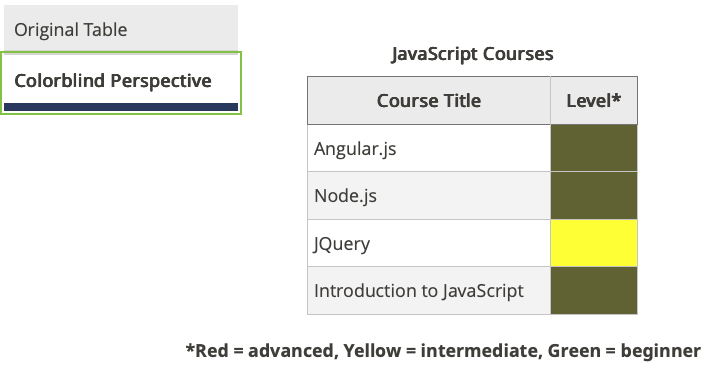 Original Table
Colorblind Perspective
JavaScript Courses
Course Title Level*
Angular.js
Node.js
JQuery
Introduction to JavaScript
*Red = advanced, Yellow = intermediate, Green = beginner